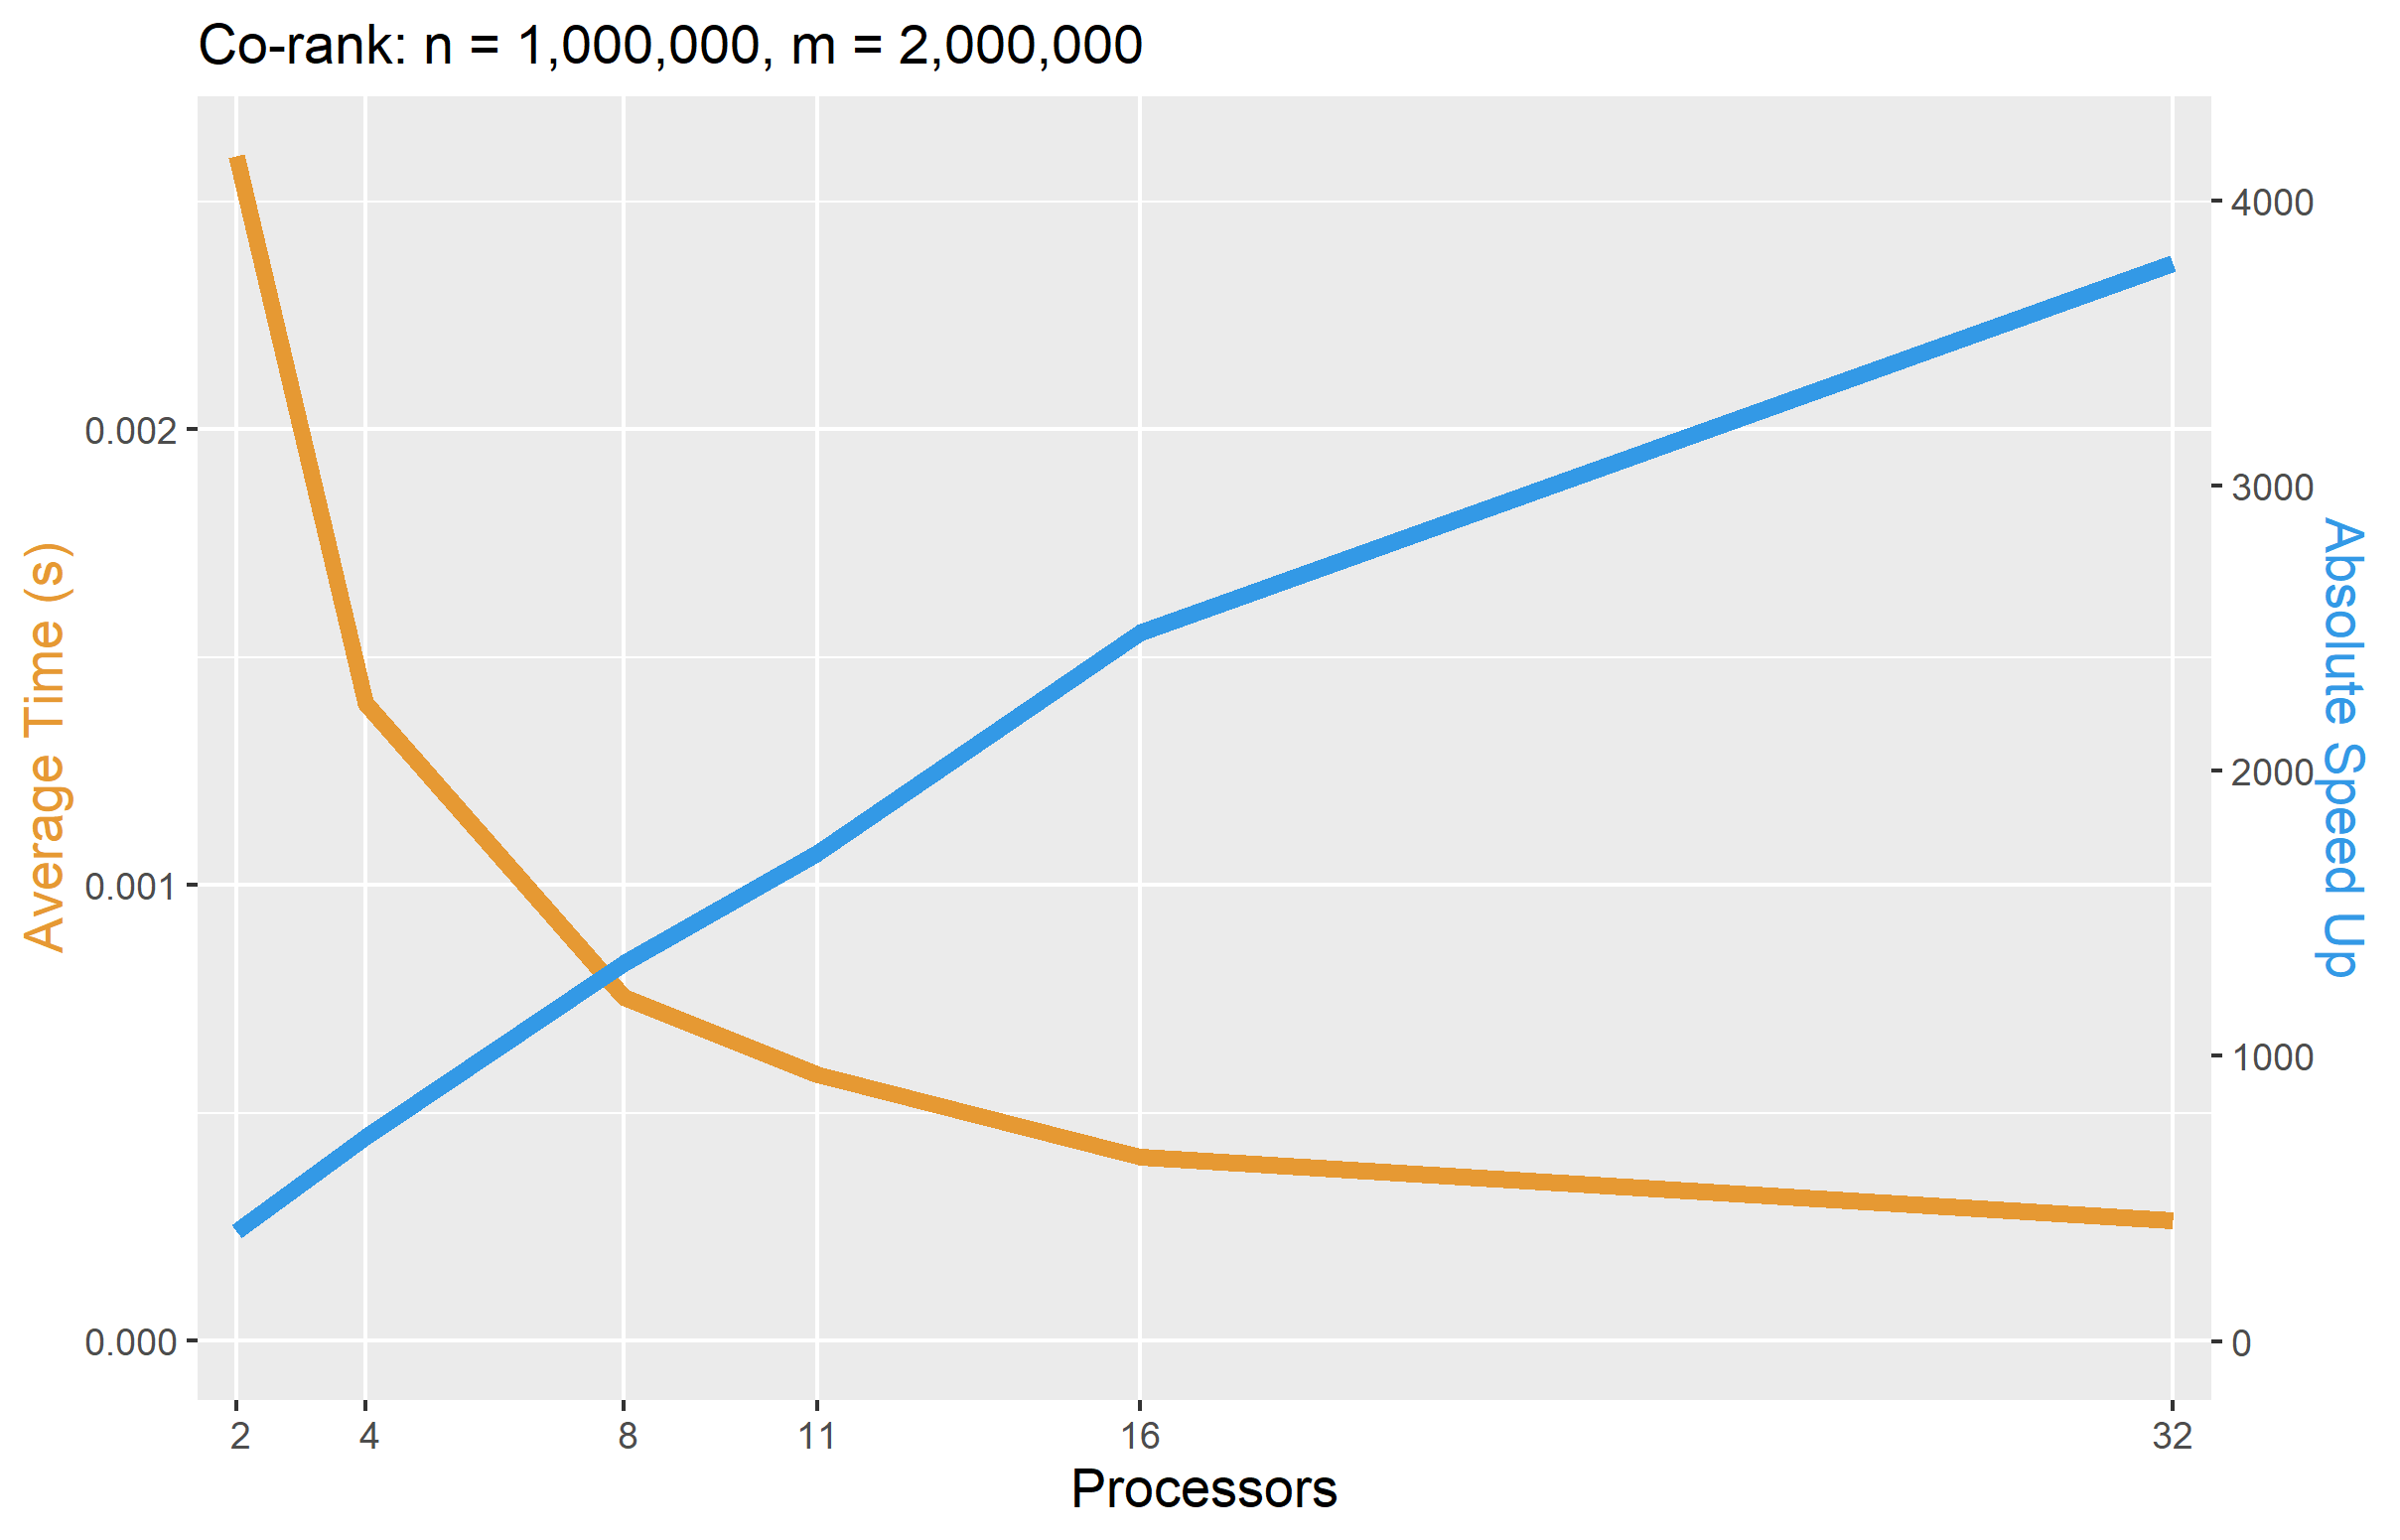 Co-rank: n = 1,000,000, m = 2,000,000
Average Time (s)
0.002
0.001
0.000
4000
3000
2000
1000
0
Absolute Speed Up
2 4 8 11 16 32
Processors